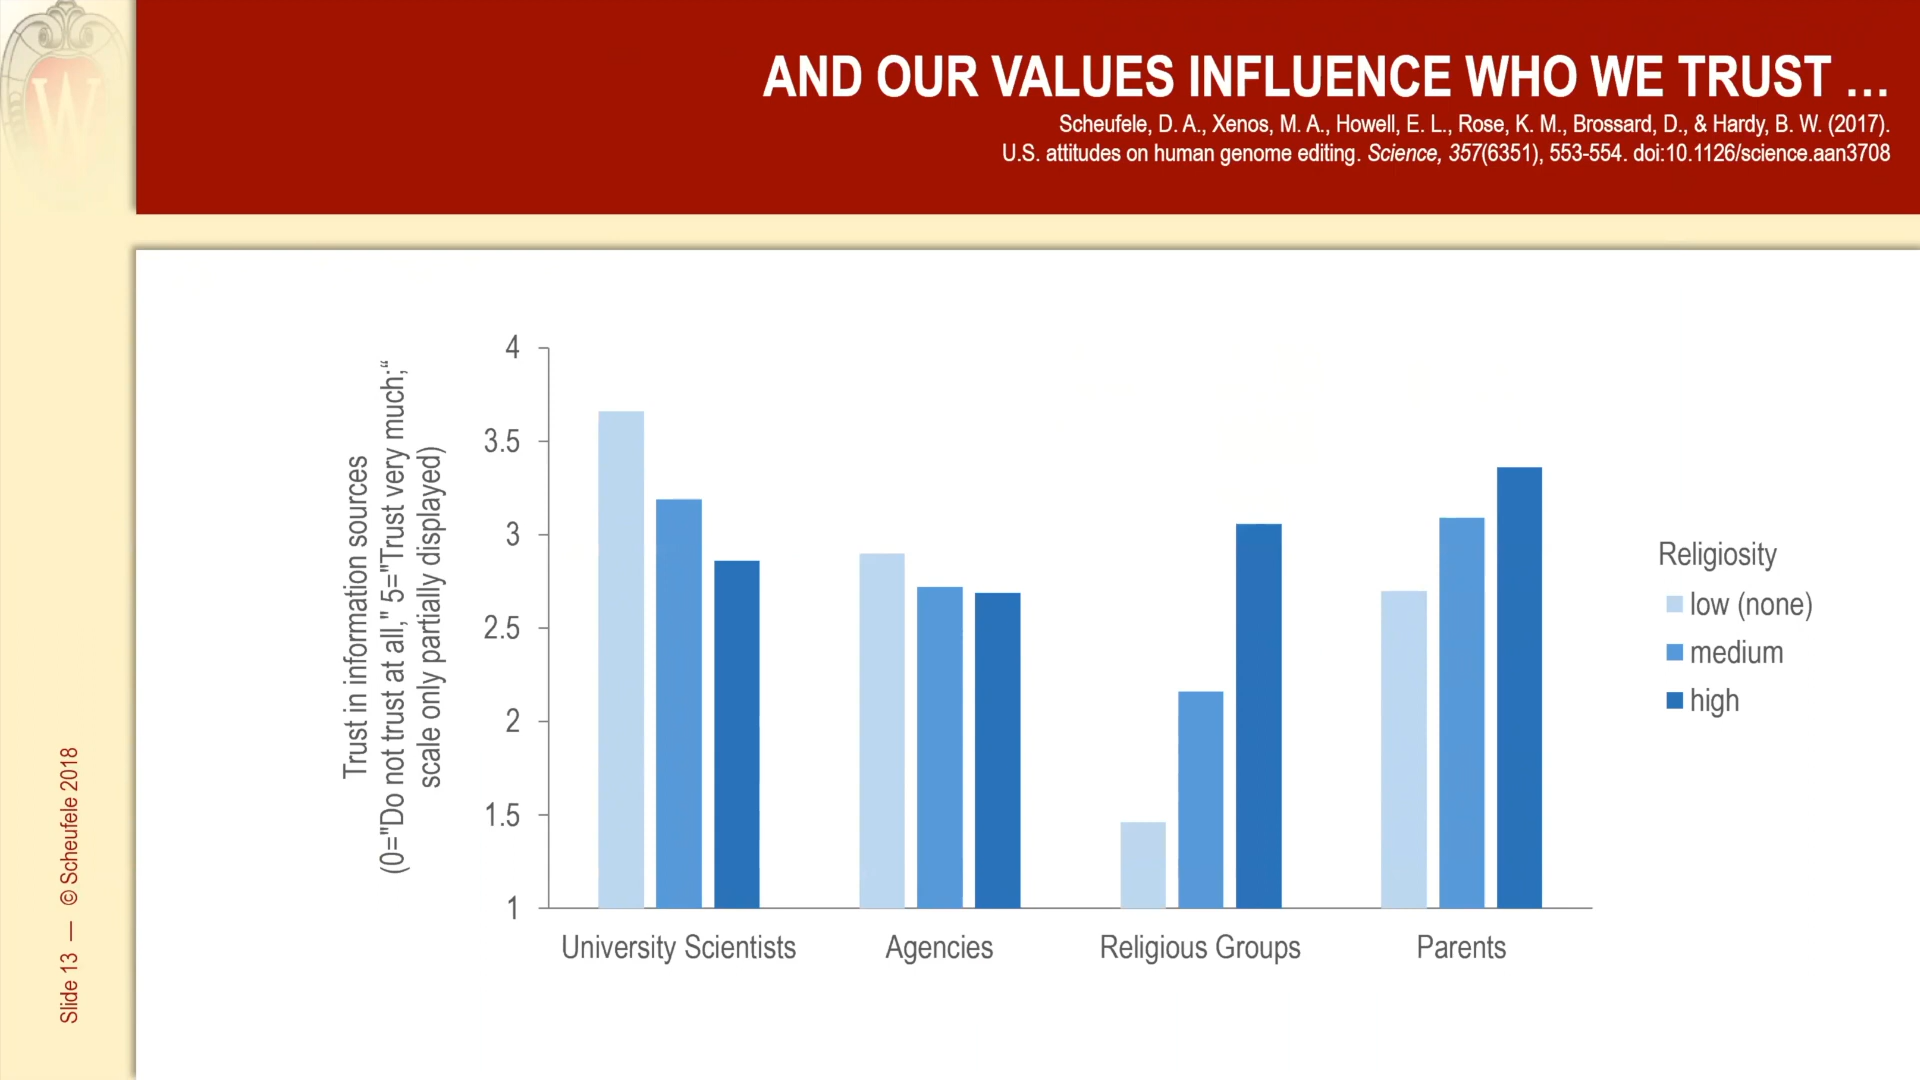 W
AND OUR VALUES INFLUENCE WHO WE TRUST ...
Scheufele, D. A., Xenos, M. A., Howell, E. L., Rose, K. M., Brossard, D., & Hardy, B. W. (2017).
U.S. attitudes on human genome editing. Science, 357(6351), 553-554. doi:10.1126/science.aan3708
Trust in information sources
(0="Do not trust at all," 5="Trust very much;“
scale only partially displayed)
4
3.5
3
2.5
2
1.5
1
University Scientists
Agencies
Religious Groups
Parents
Religiosity
low (none)
medium
high
Slide 13 — © Scheufele 2018